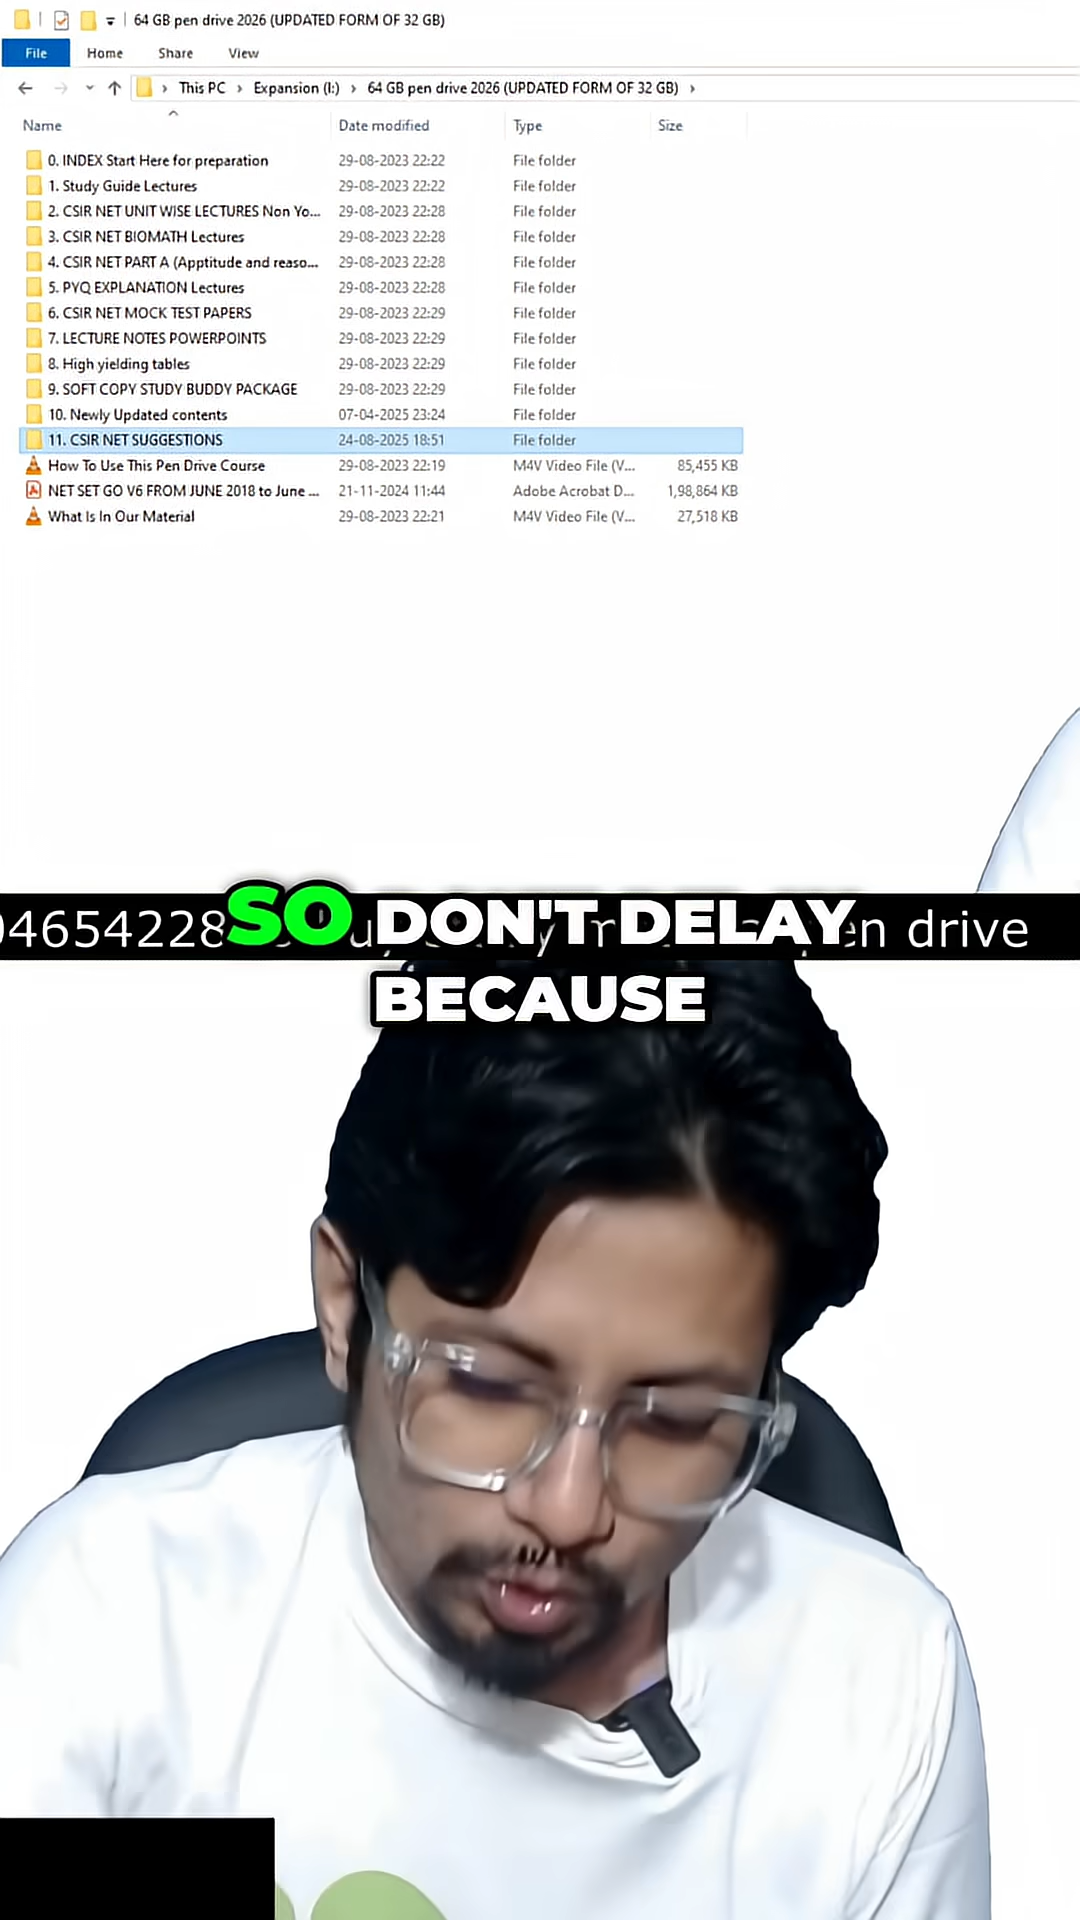 64 GB pen drive 2026 (UPDATED FORM OF 32 GB)
File Home Share View
This PC › Expansion (I:) › 64 GB pen drive 2026 (UPDATED FORM OF 32 GB) ›
Name Date modified Type Size
0. INDEX Start Here for preparation 29-08-2023 22:22 File folder
1. Study Guide Lectures 29-08-2023 22:22 File folder
2. CSIR NET UNIT WISE LECTURES Non Yo... 29-08-2023 22:28 File folder
3. CSIR NET BIOMATH Lectures 29-08-2023 22:28 File folder
4. CSIR NET PART A (Apptitude and reaso... 29-08-2023 22:28 File folder
5. PYQ EXPLANATION Lectures 29-08-2023 22:28 File folder
6. CSIR NET MOCK TEST PAPERS 29-08-2023 22:29 File folder
7. LECTURE NOTES POWERPOINTS 29-08-2023 22:29 File folder
8. High yielding tables 29-08-2023 22:29 File folder
9. SOFT COPY STUDY BUDDY PACKAGE 29-08-2023 22:29 File folder
10. Newly Updated contents 07-04-2025 23:24 File folder
11. CSIR NET SUGGESTIONS 24-08-2025 18:51 File folder
How To Use This Pen Drive Course 29-08-2023 22:19 M4V Video File (V... 85,455 KB
NET SET GO V6 FROM JUNE 2018 to June ... 21-11-2024 11:44 Adobe Acrobat D... 1,98,864 KB
What Is In Our Material 29-08-2023 22:21 M4V Video File (V... 27,518 KB
SO DON'T DELAY
drive
BECAUSE